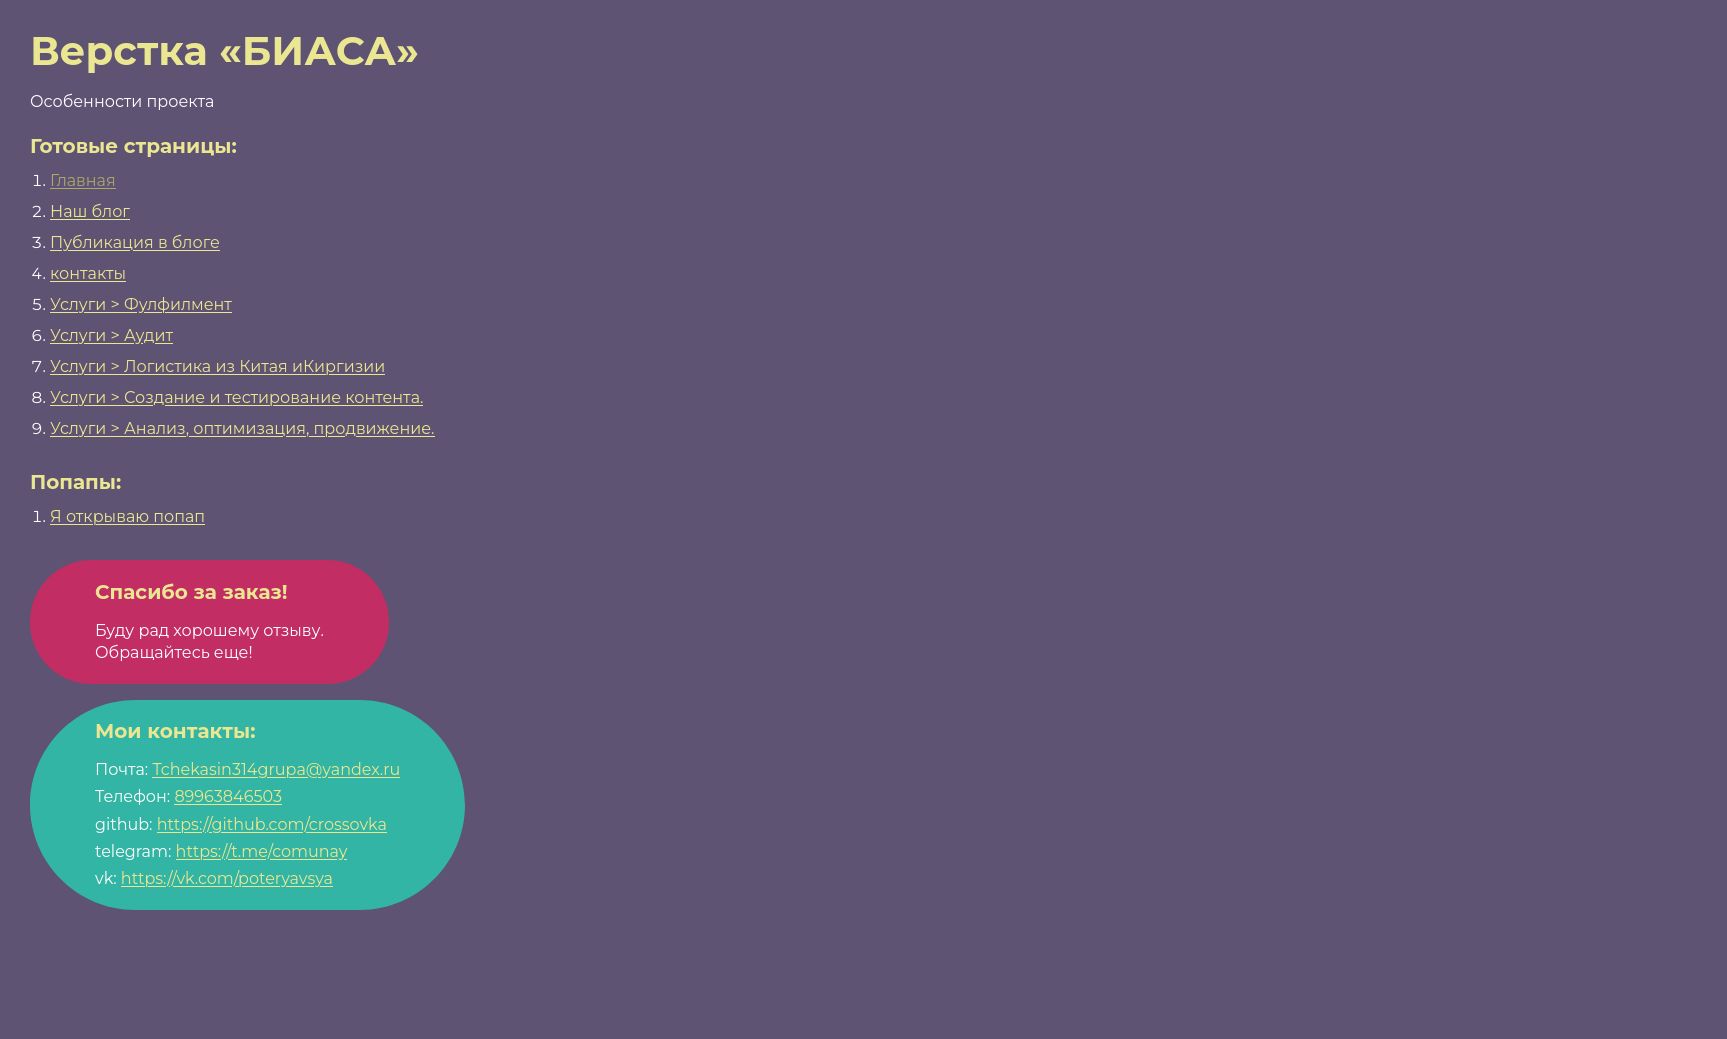 Верстка «БИАСА»
Особенности проекта
Готовые страницы:
1. Главная
2. Наш блог
3. Публикация в блоге
4. контакты
5. Услуги > Фулфилмент
6. Услуги > Аудит
7. Услуги > Логистика из Китая иКиргизии
8. Услуги > Создание и тестирование контента.
9. Услуги > Анализ, оптимизация, продвижение.
Попапы:
1. Я открываю попап
Спасибо за заказ!
Буду рад хорошему отзыву.
Обращайтесь еще!
Мои контакты:
Почта: Tchekasin314grupa@yandex.ru
Телефон: 89963846503
github: https://github.com/crossovka
telegram: https://t.me/comunay
vk: https://vk.com/poteryavsya